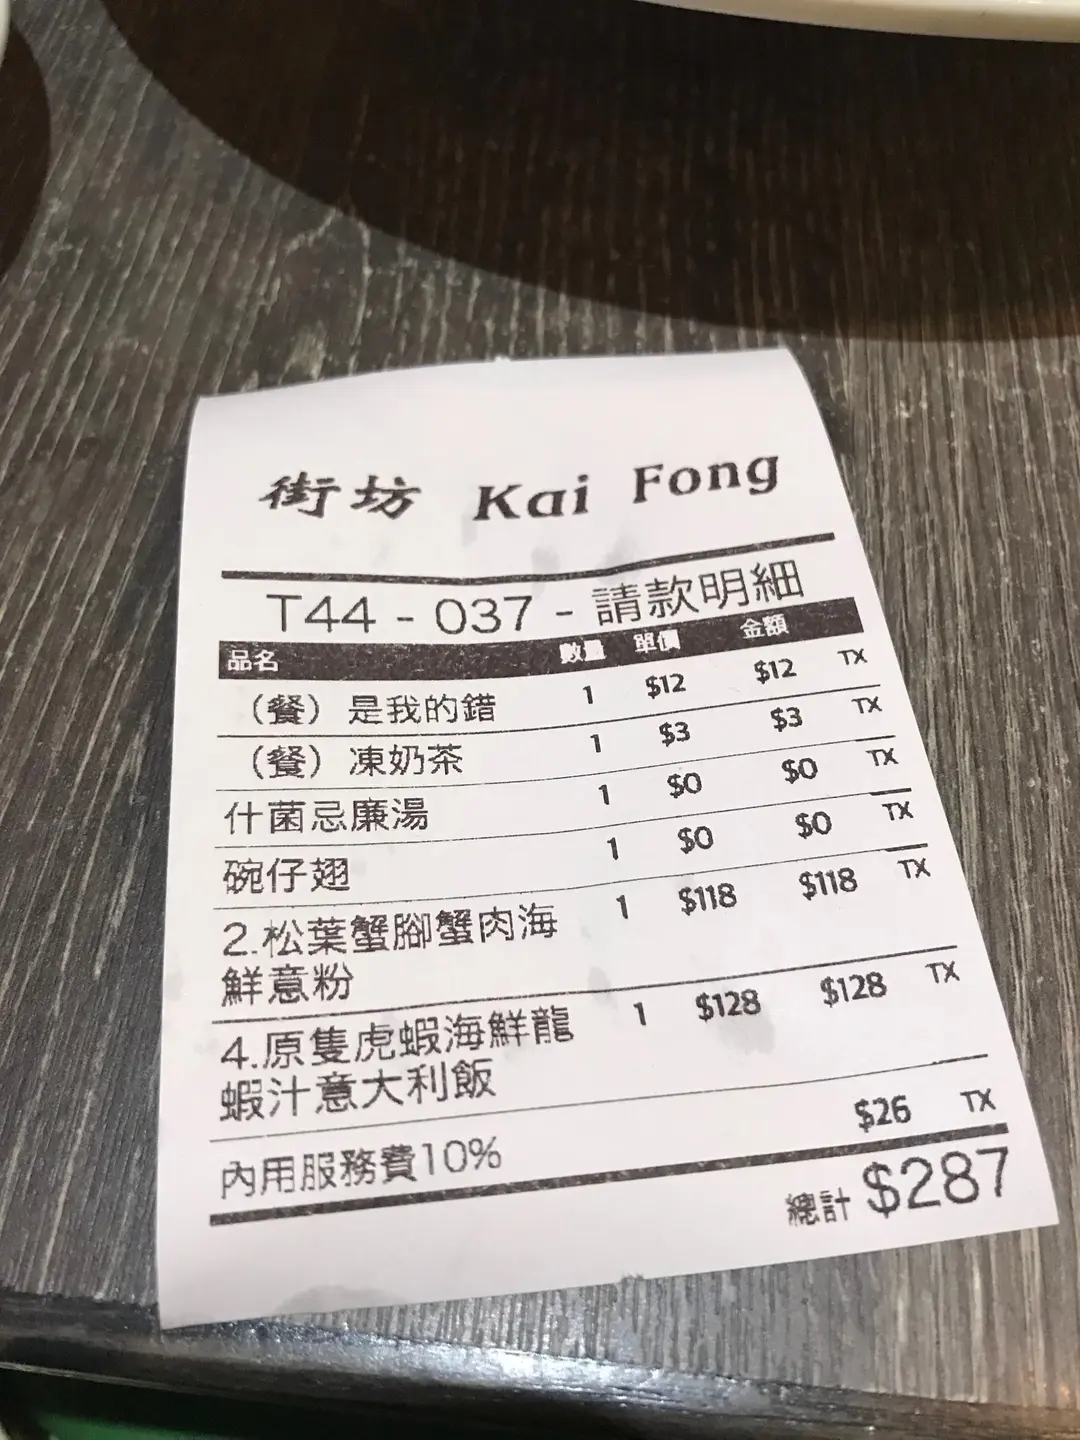 街坊 Kai Fong
T44 - 037 - 請款明細
品名 數量 單價 金額
（餐） 是我的錯 1 $12 $12 TX
（餐） 凍奶茶 1 $3 $3 TX
什菌忌廉湯 1 $0 $0 TX
碗仔翅 1 $0 $0 TX
2.松葉蟹腳蟹肉海 1 $118 $118 TX
鮮意粉
4.原隻虎蝦海鮮龍 1 $128 $128 TX
蝦汁意大利飯
內用服務費10% $26 TX
總計 $287